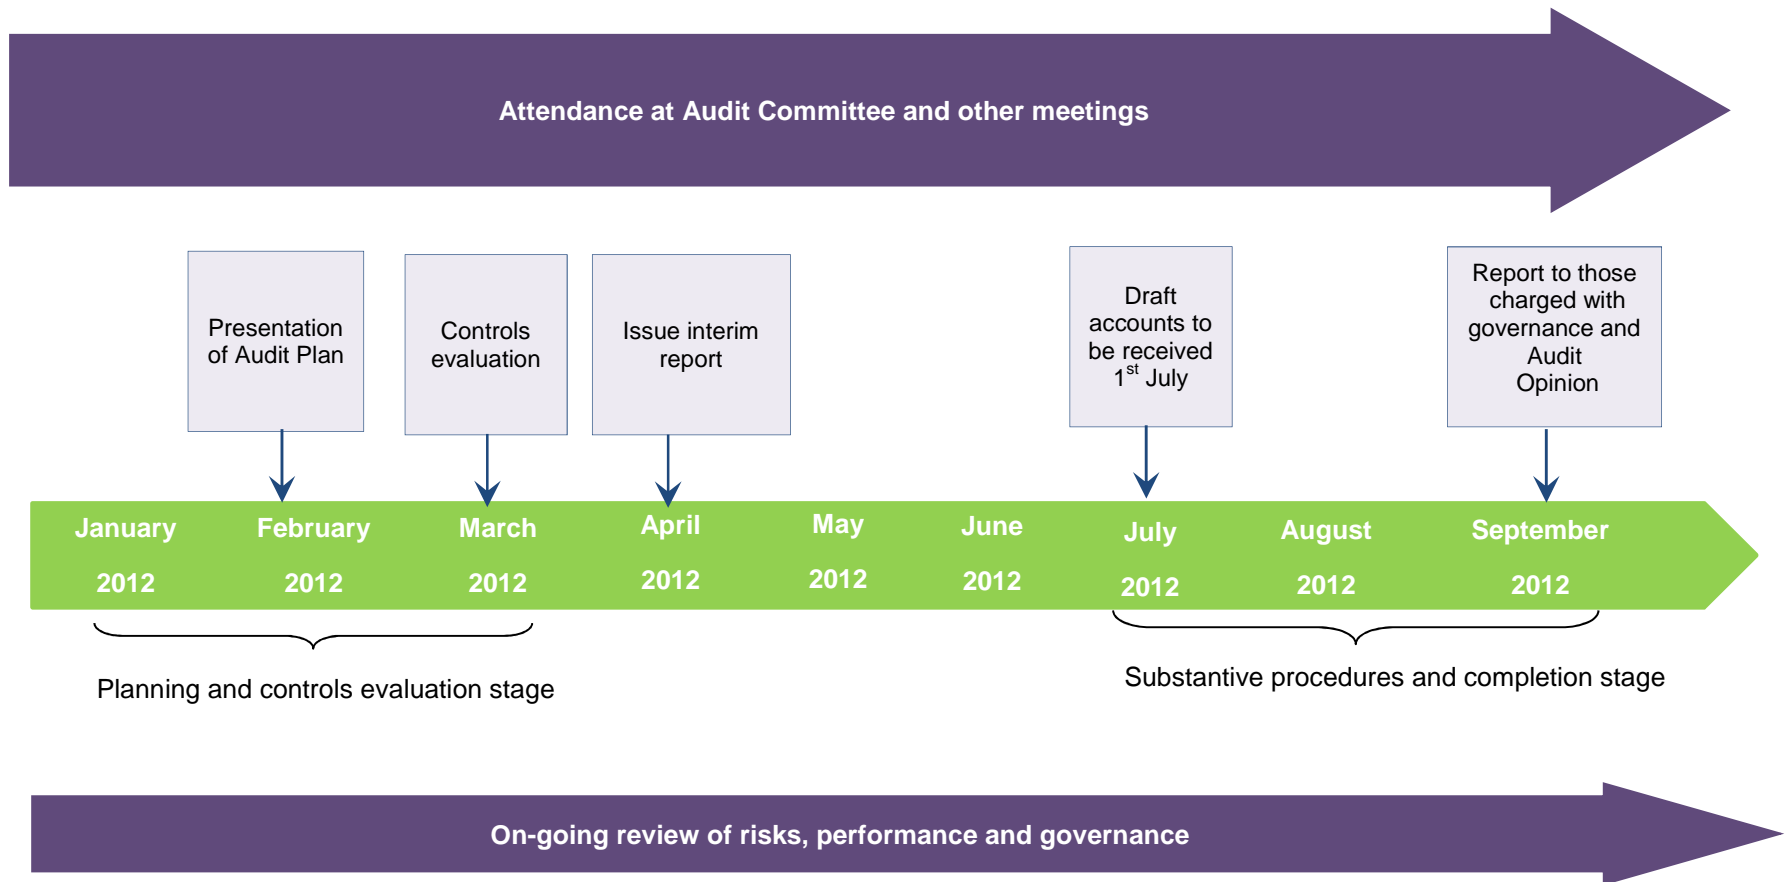 Attendance at Audit Committee and other meetings
Presentation
of Audit Plan
Controls
evaluation
Issue interim
report
Draft
accounts to
be received
1st July
Report to those
charged with
governance and
Audit
Opinion
January
2012
February
2012
March
2012
April
2012
May
2012
June
2012
July
2012
August
2012
September
2012
Planning and controls evaluation stage
Substantive procedures and completion stage
On-going review of risks, performance and governance